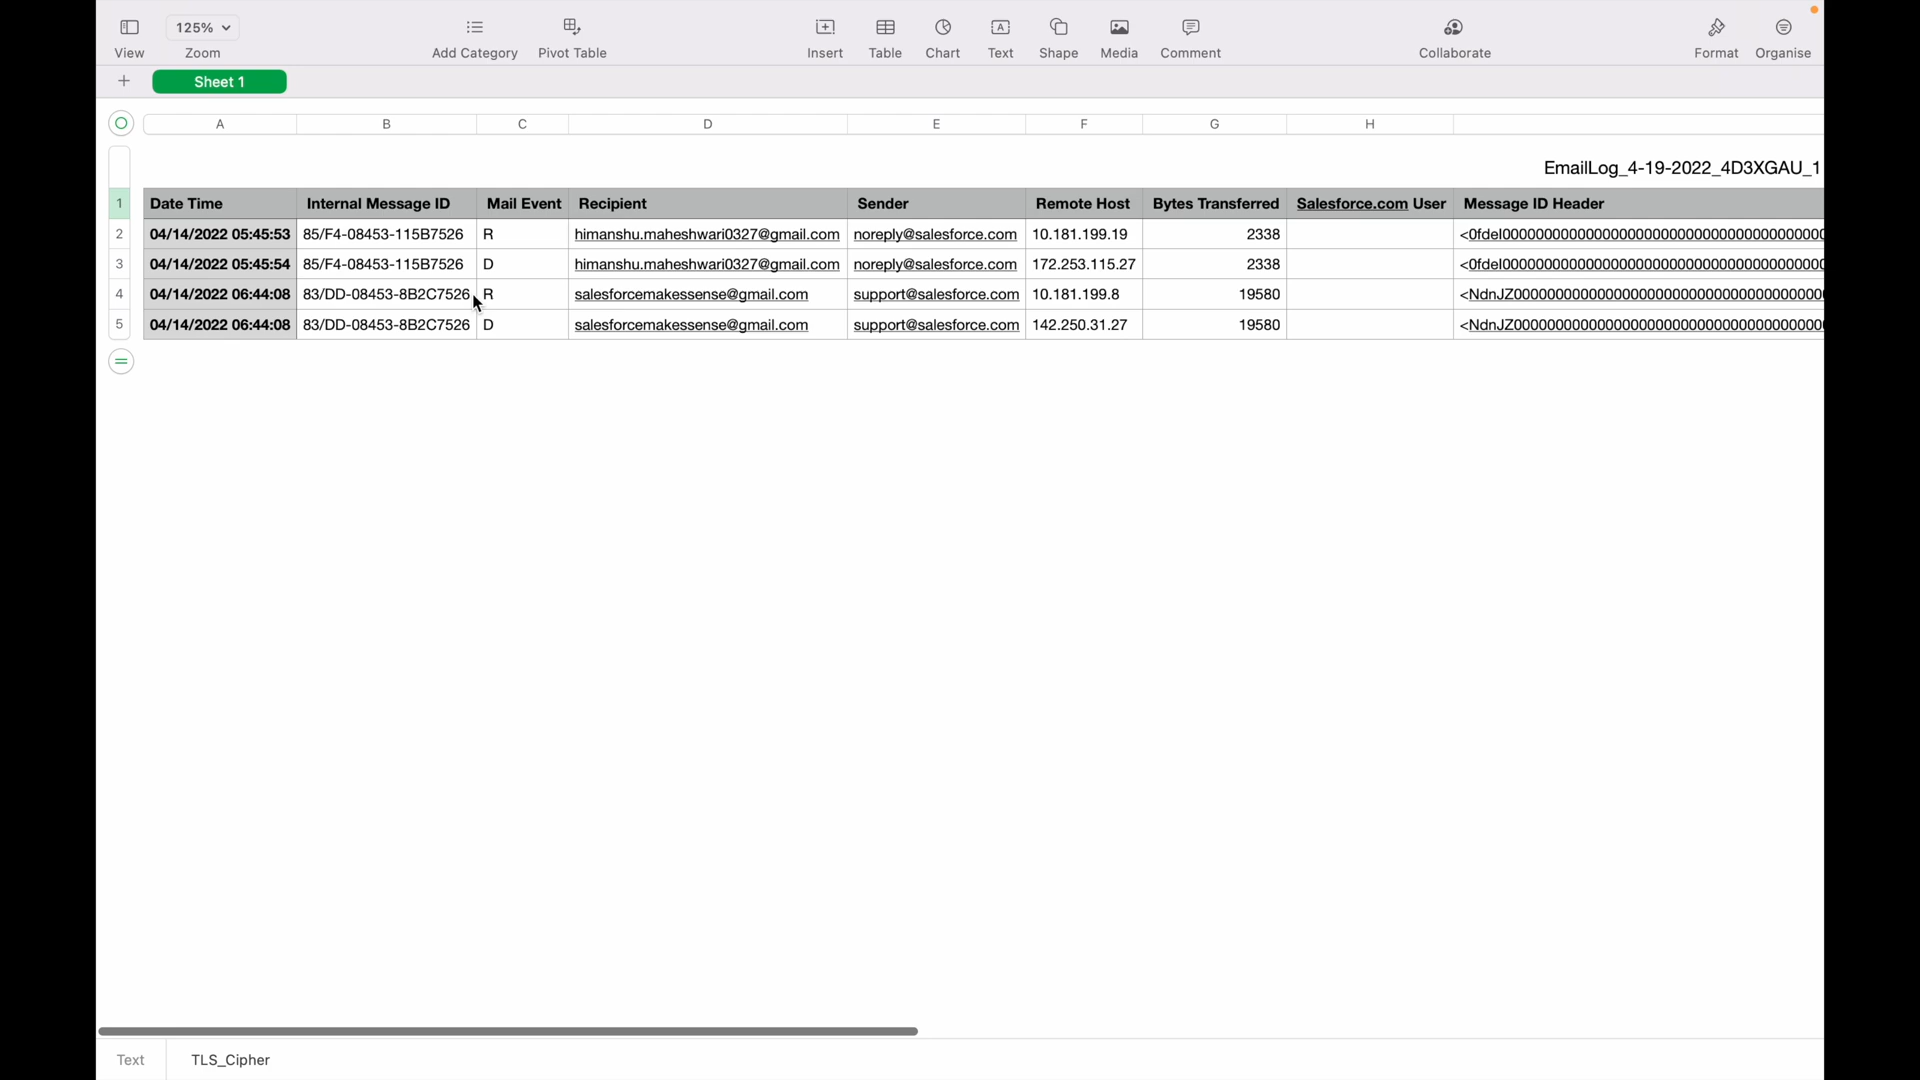 125%
View Zoom Add Category Pivot Table Insert Table Chart Text Shape Media Comment Collaborate Format Organise
Sheet 1
A B C D E F G H
EmailLog_4-19-2022_4D3XGAU_1
1 Date Time Internal Message ID Mail Event Recipient Sender Remote Host Bytes Transferred Salesforce.com User Message ID Header
2 04/14/2022 05:45:53 85/F4-08453-115B7526 R himanshu.maheshwari0327@gmail.com noreply@salesforce.com 10.181.199.19 2338
3 04/14/2022 05:45:54 85/F4-08453-115B7526 D himanshu.maheshwari0327@gmail.com noreply@salesforce.com 172.253.115.27 2338
4 04/14/2022 06:44:08 83/DD-08453-8B2C7526 R salesforcemakessense@gmail.com support@salesforce.com 10.181.199.8 19580
5 04/14/2022 06:44:08 83/DD-08453-8B2C7526 D salesforcemakessense@gmail.com support@salesforce.com 142.250.31.27 19580
Text TLS_Cipher